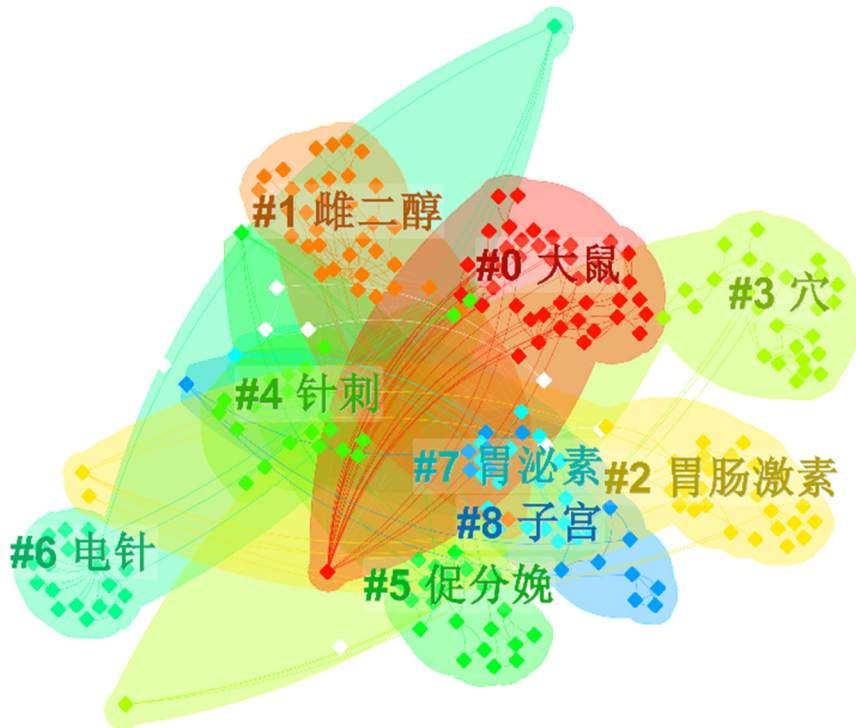 #1 雌二醇
#0 大鼠
#3 穴
#4 针刺
#7 胃泌素
#2 胃肠激素
#8 子宫
#6 电针
#5 促分娩